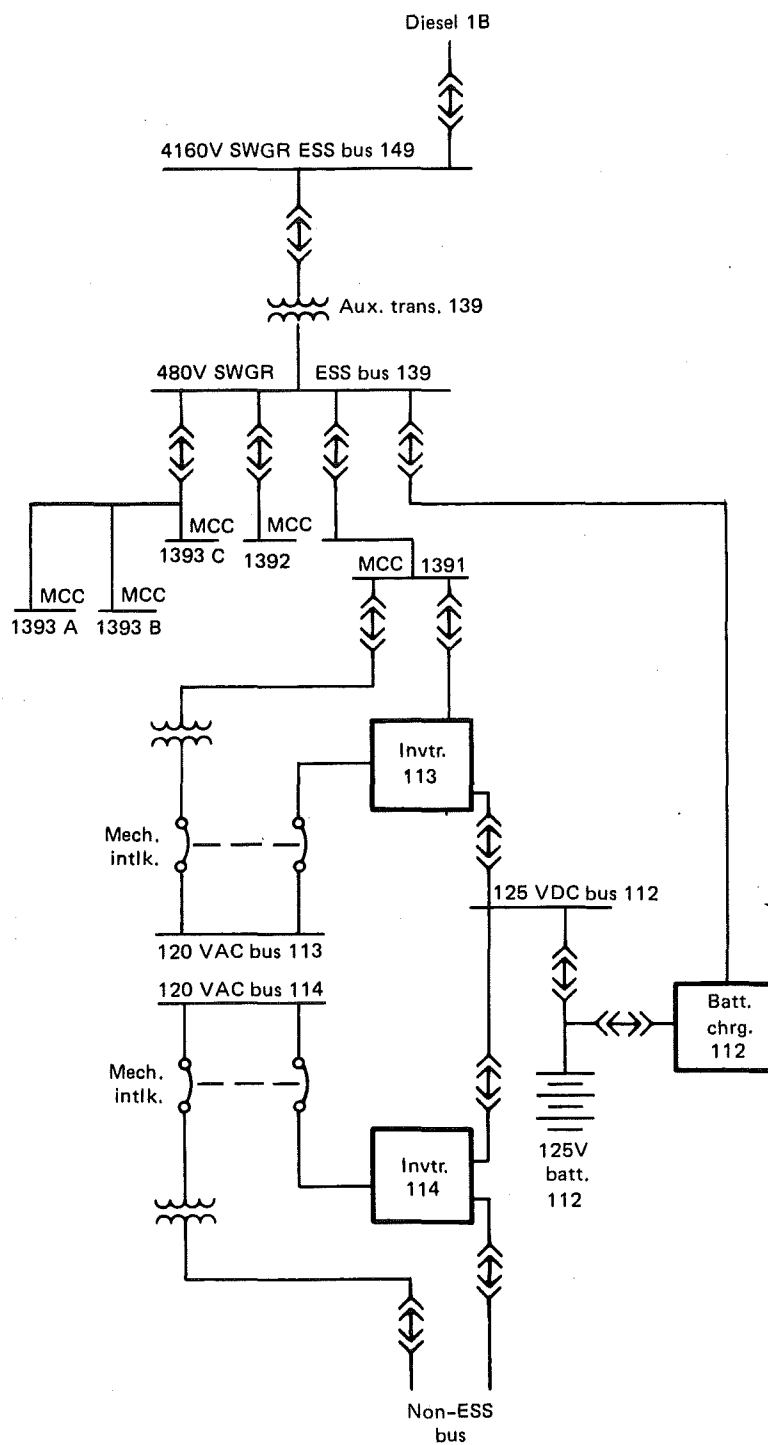 Diesel 1B
4160V SWGR ESS bus 149
Aux. trans. 139
480V SWGR ESS bus 139
MCC
1393 C
MCC
1392
MCC 1391
MCC
1393 A
MCC
1393 B
Invtr.
113
Mech.
intlk.
125 VDC bus 112
120 VAC bus 113
120 VAC bus 114
Batt.
chrg.
112
Mech.
intlk.
125V
batt.
112
Invtr.
114
Non-ESS
bus